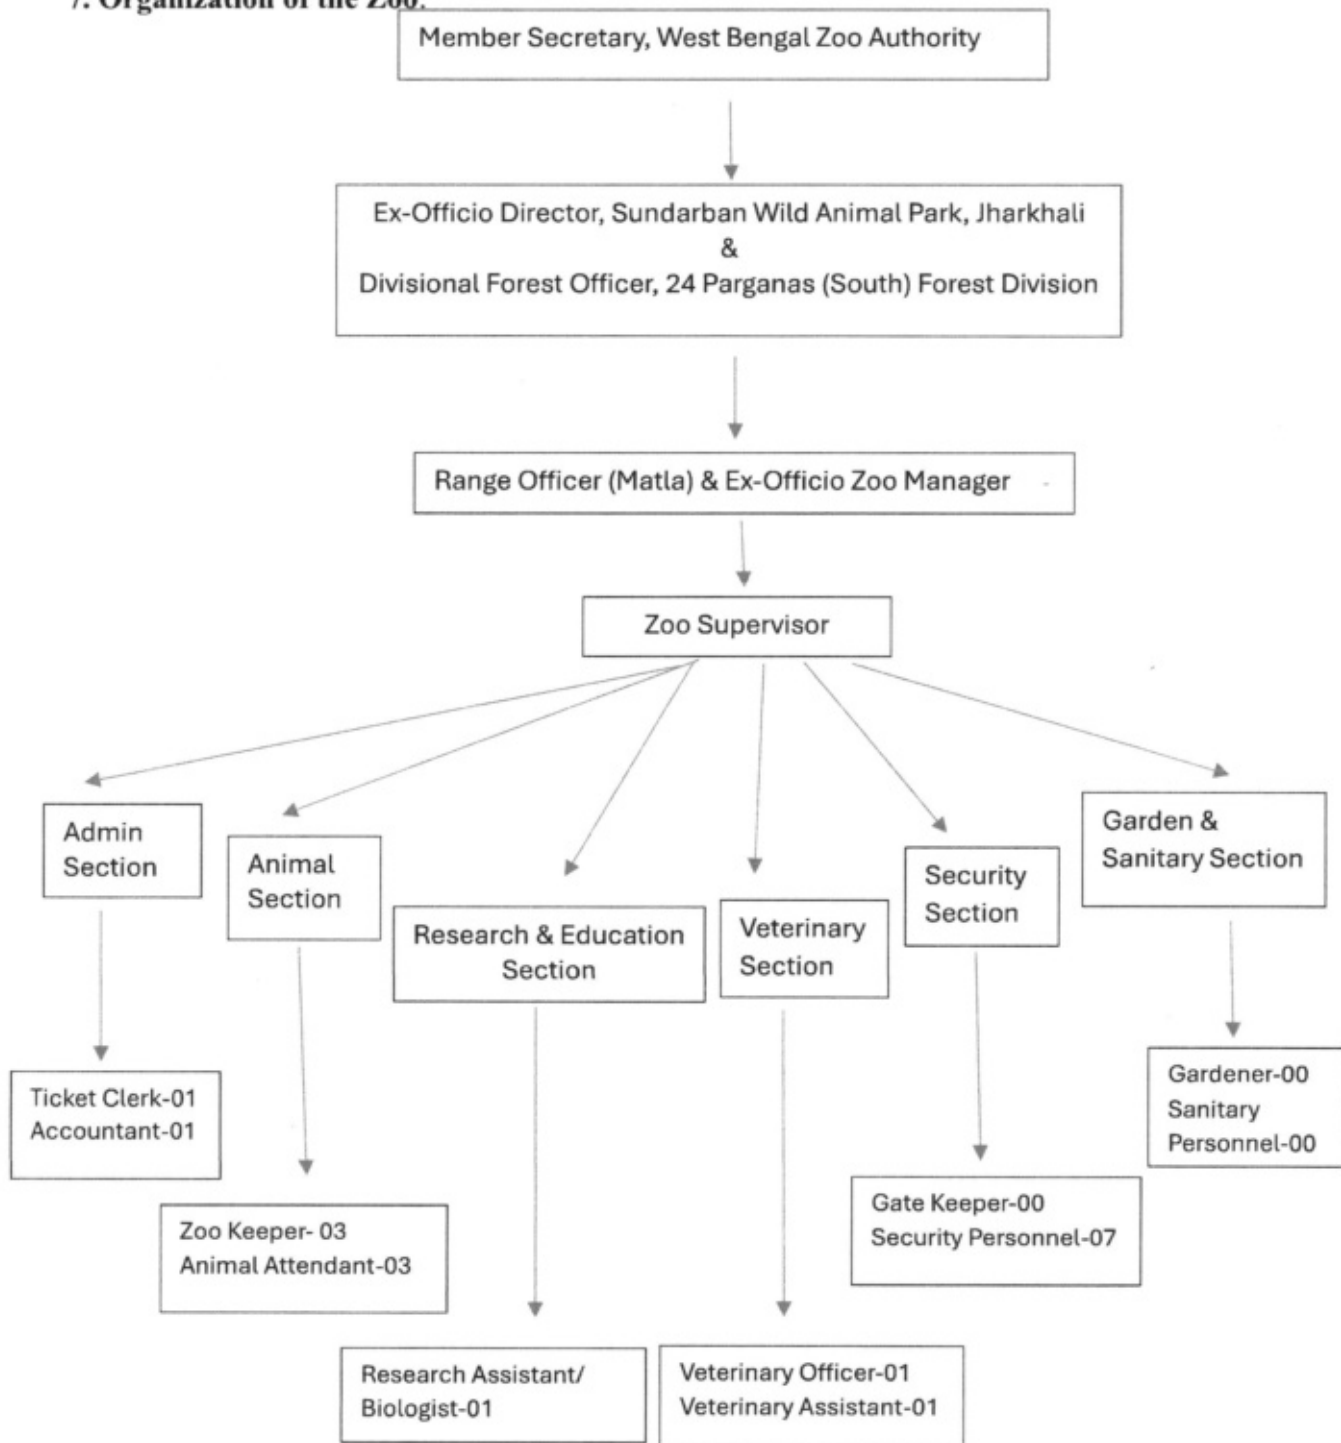 7. Organization of the Zoo.
Member Secretary, West Bengal Zoo Authority
Ex-Officio Director, Sundarban Wild Animal Park, Jharkhali
&
Divisional Forest Officer, 24 Parganas (South) Forest Division
Range Officer (Matla) & Ex-Officio Zoo Manager
Zoo Supervisor
Admin
Section
Animal
Section
Research & Education
Section
Veterinary
Section
Security
Section
Garden &
Sanitary Section
Ticket Clerk-01
Accountant-01
Zoo Keeper- 03
Animal Attendant-03
Research Assistant/
Biologist-01
Veterinary Officer-01
Veterinary Assistant-01
Gate Keeper-00
Security Personnel-07
Gardener-00
Sanitary
Personnel-00